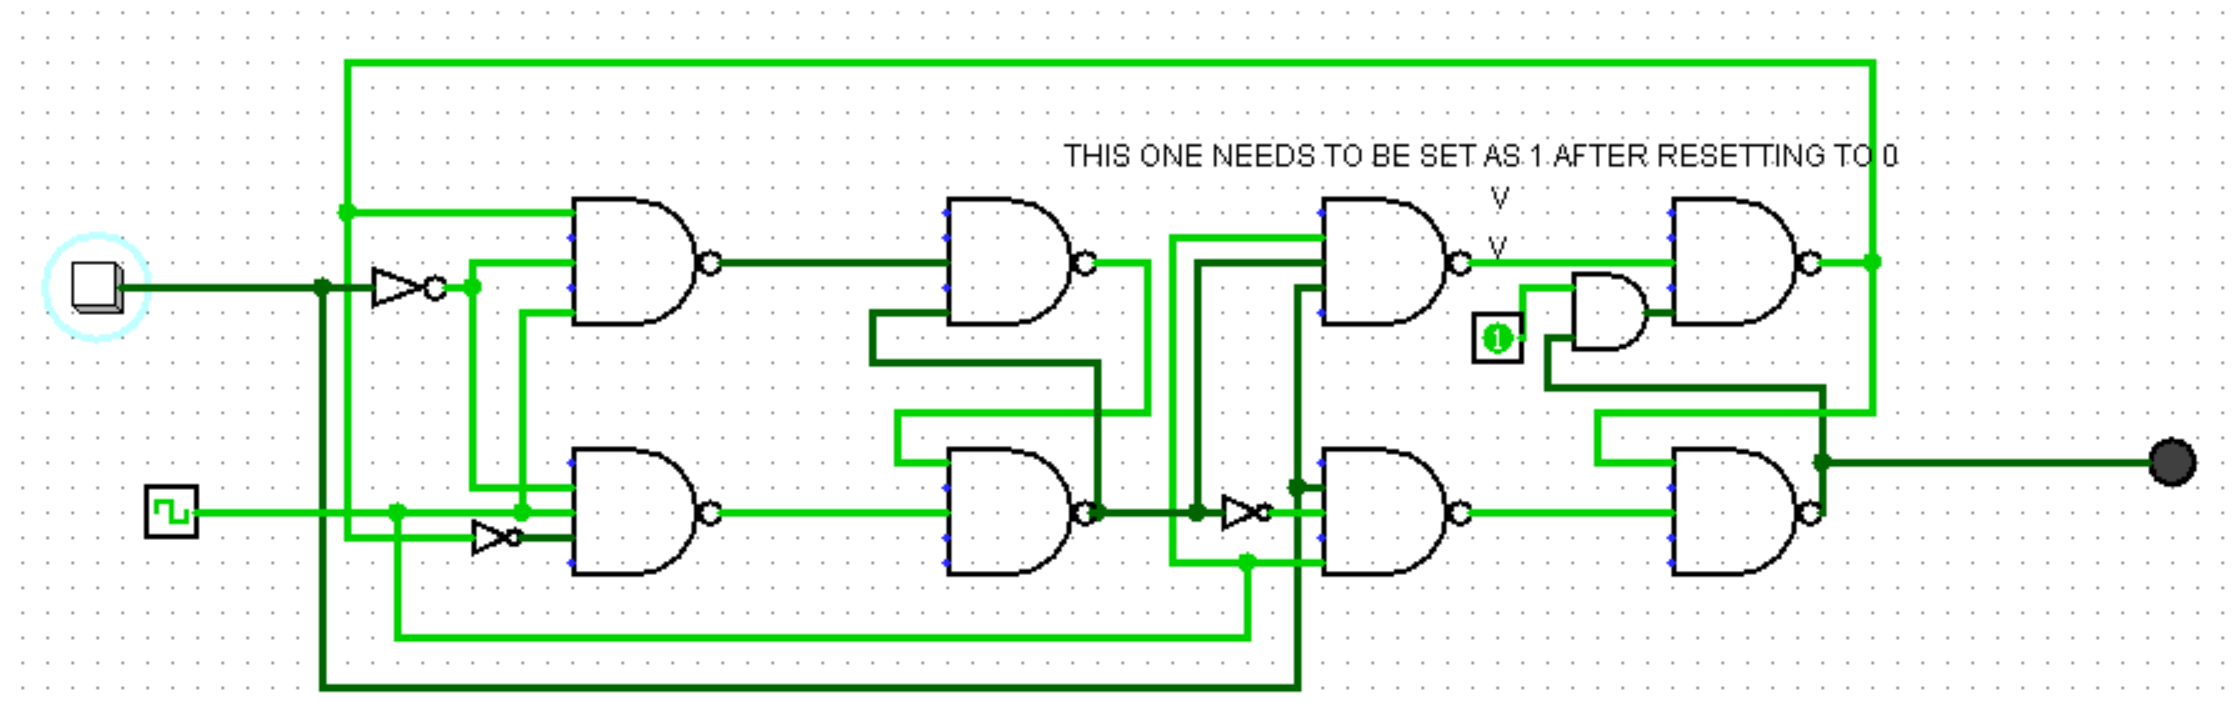 THIS ONE NEEDS TO BE SET AS 1 AFTER RESETTING TO 0
V
V
1